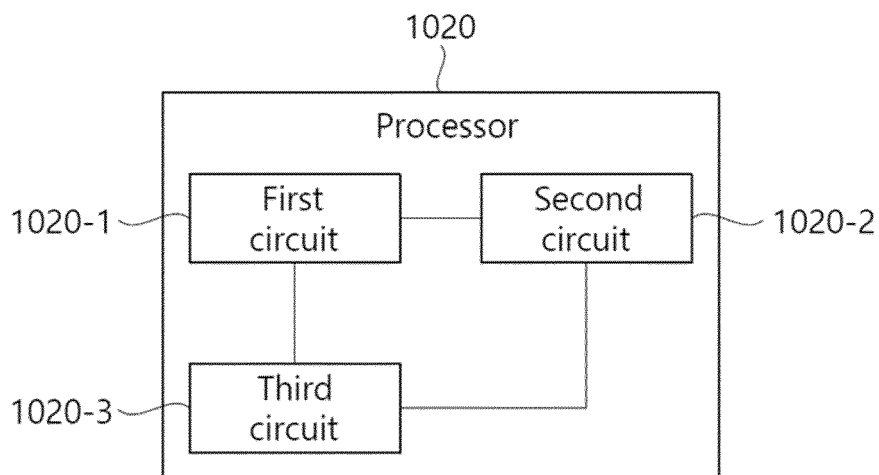 1020
Processor
1020-1
First
circuit
Second
circuit
1020-2
1020-3
Third
circuit